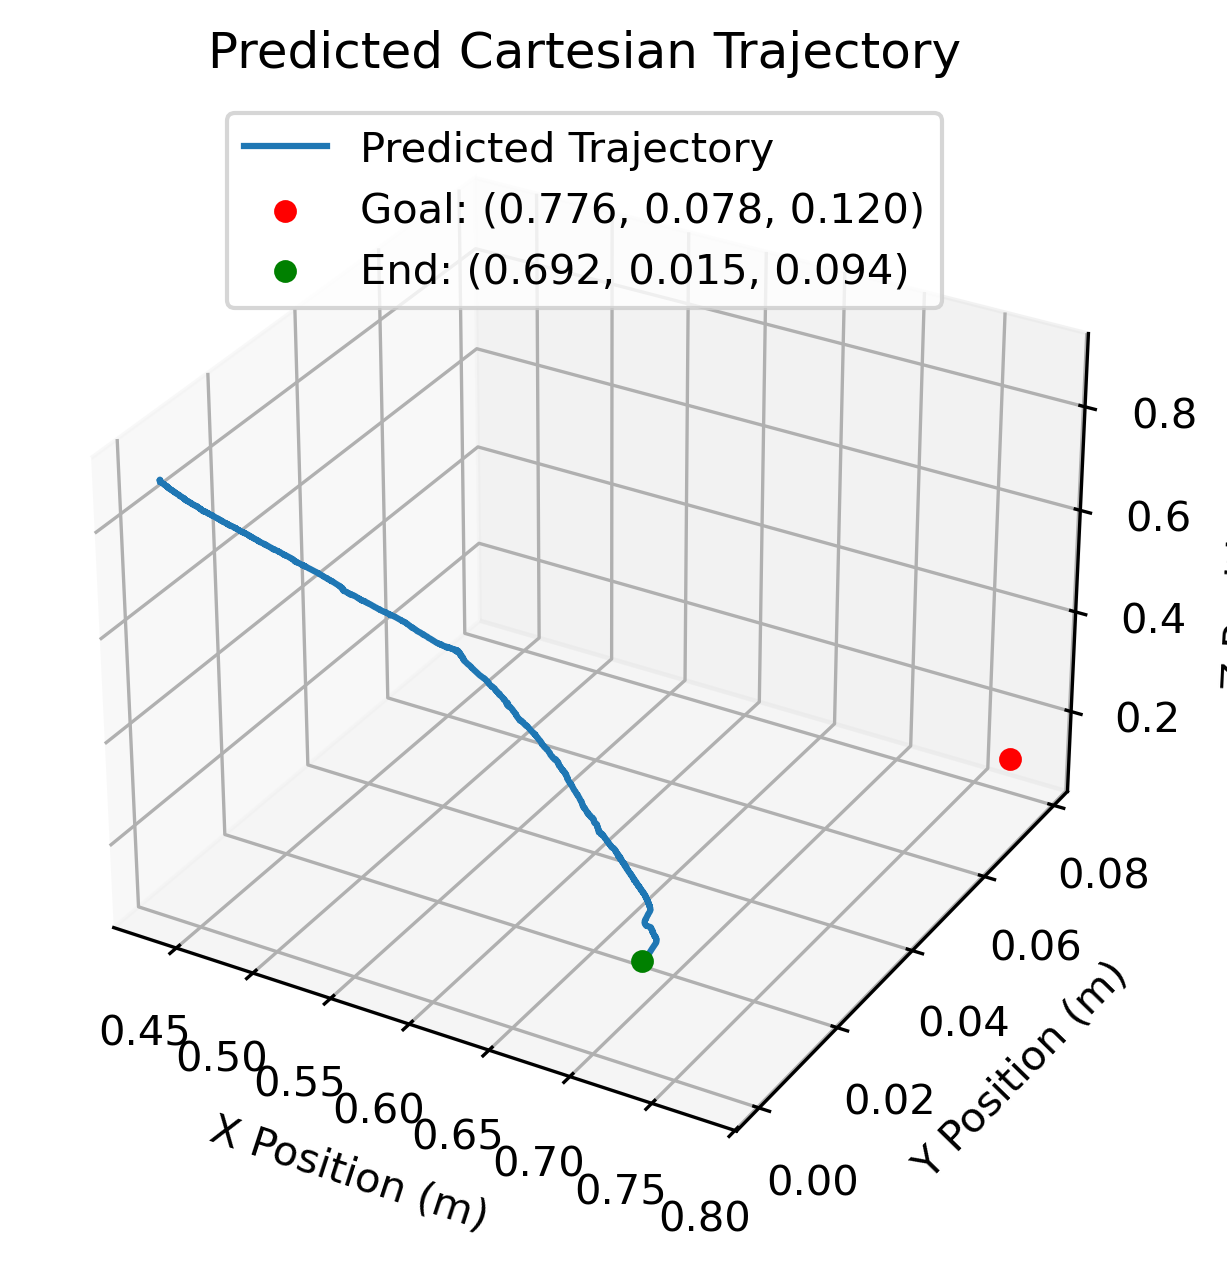 Predicted Cartesian Trajectory
Predicted Trajectory
Goal: (0.776, 0.078, 0.120)
End: (0.692, 0.015, 0.094)
0.8
0.6
0.4
0.2
0.08
0.06
0.04
0.02
0.00
Y Position (m)
0.45
0.50
0.55
0.60
0.65
0.70
0.75
0.80
X Position (m)